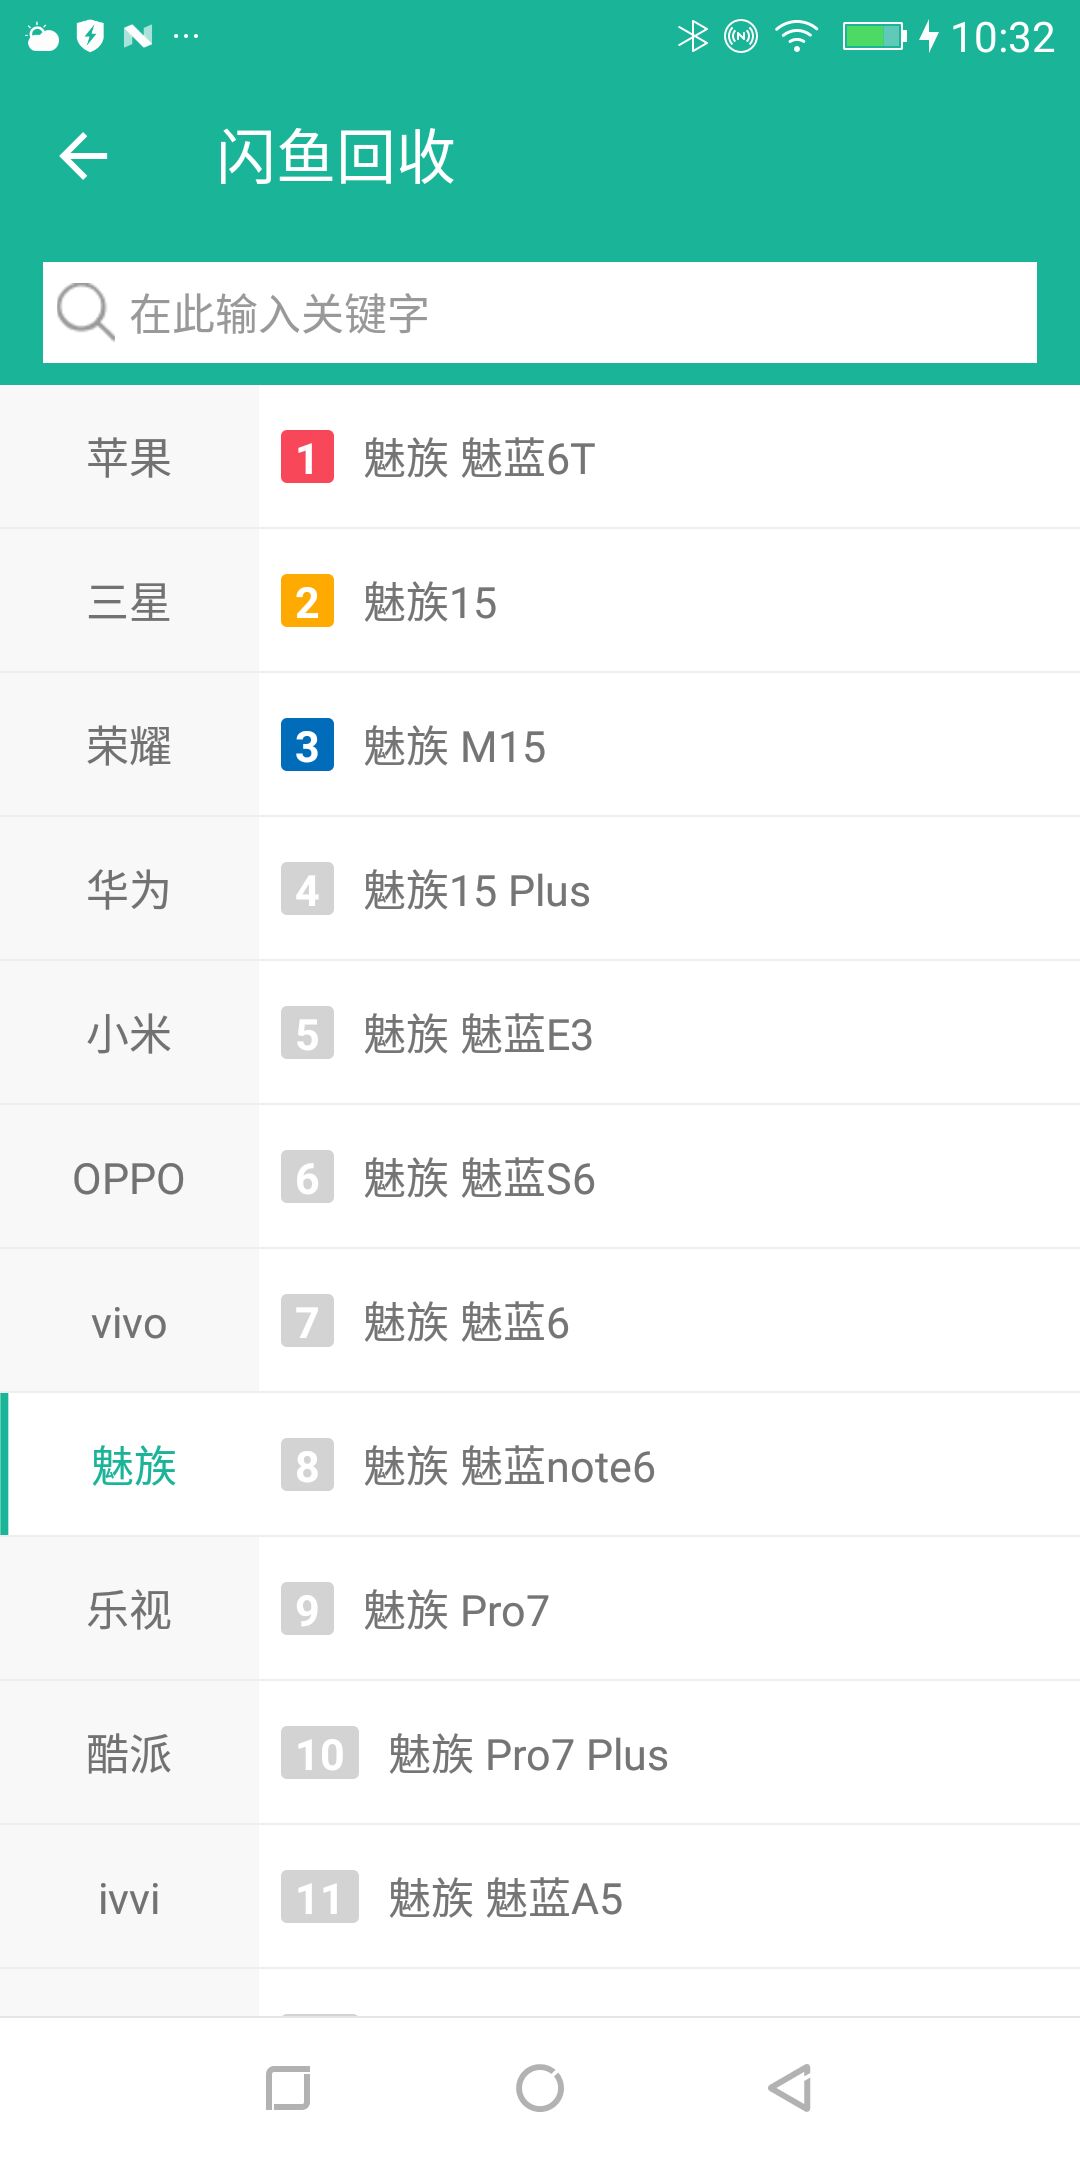 10:32
闪鱼回收
在此输入关键字
苹果
三星
荣耀
华为
小米
OPPO
vivo
魅族
乐视
酷派
ivvi
1 魅族 魅蓝6T
2 魅族15
3 魅族 M15
4 魅族15 Plus
5 魅族 魅蓝E3
6 魅族 魅蓝S6
7 魅族 魅蓝6
8 魅族 魅蓝note6
9 魅族 Pro7
10 魅族 Pro7 Plus
11 魅族 魅蓝A5